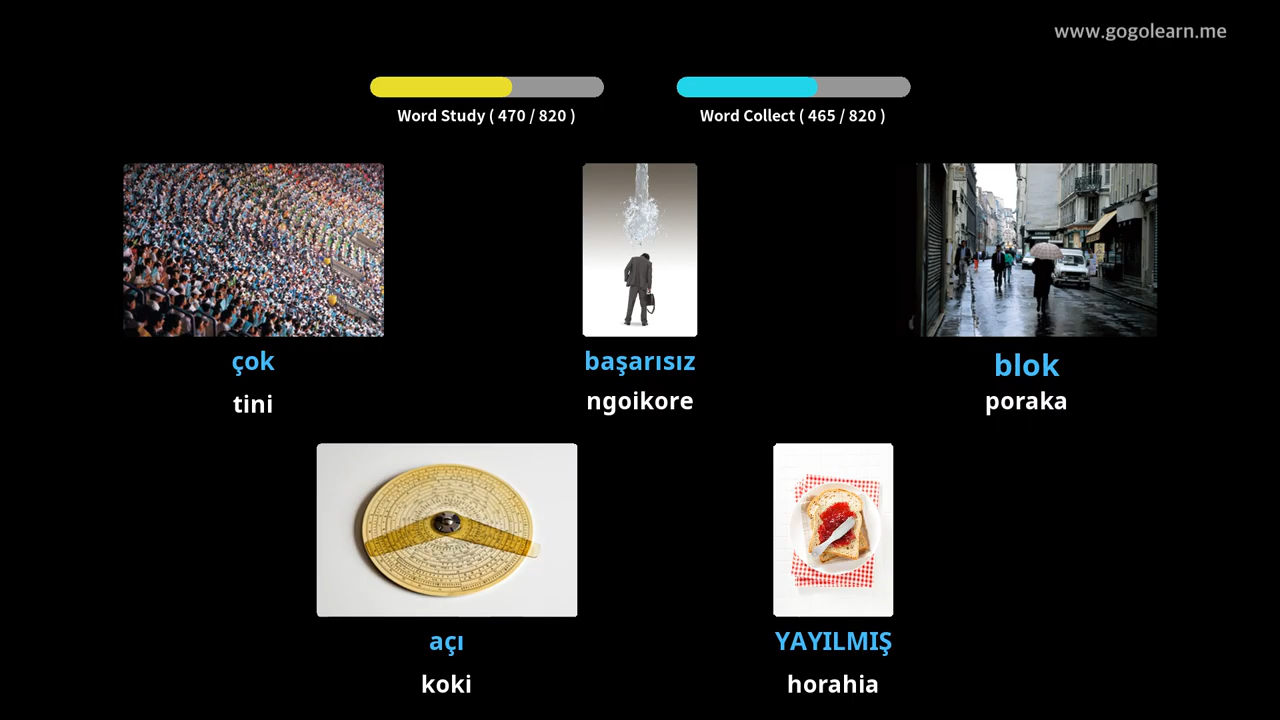 www.gogolearn.me
Word Study ( 470 / 820 )
Word Collect ( 465 / 820 )
çok
tini
başarısız
ngoikore
blok
poraka
açı
koki
YAYILMIŞ
horahia